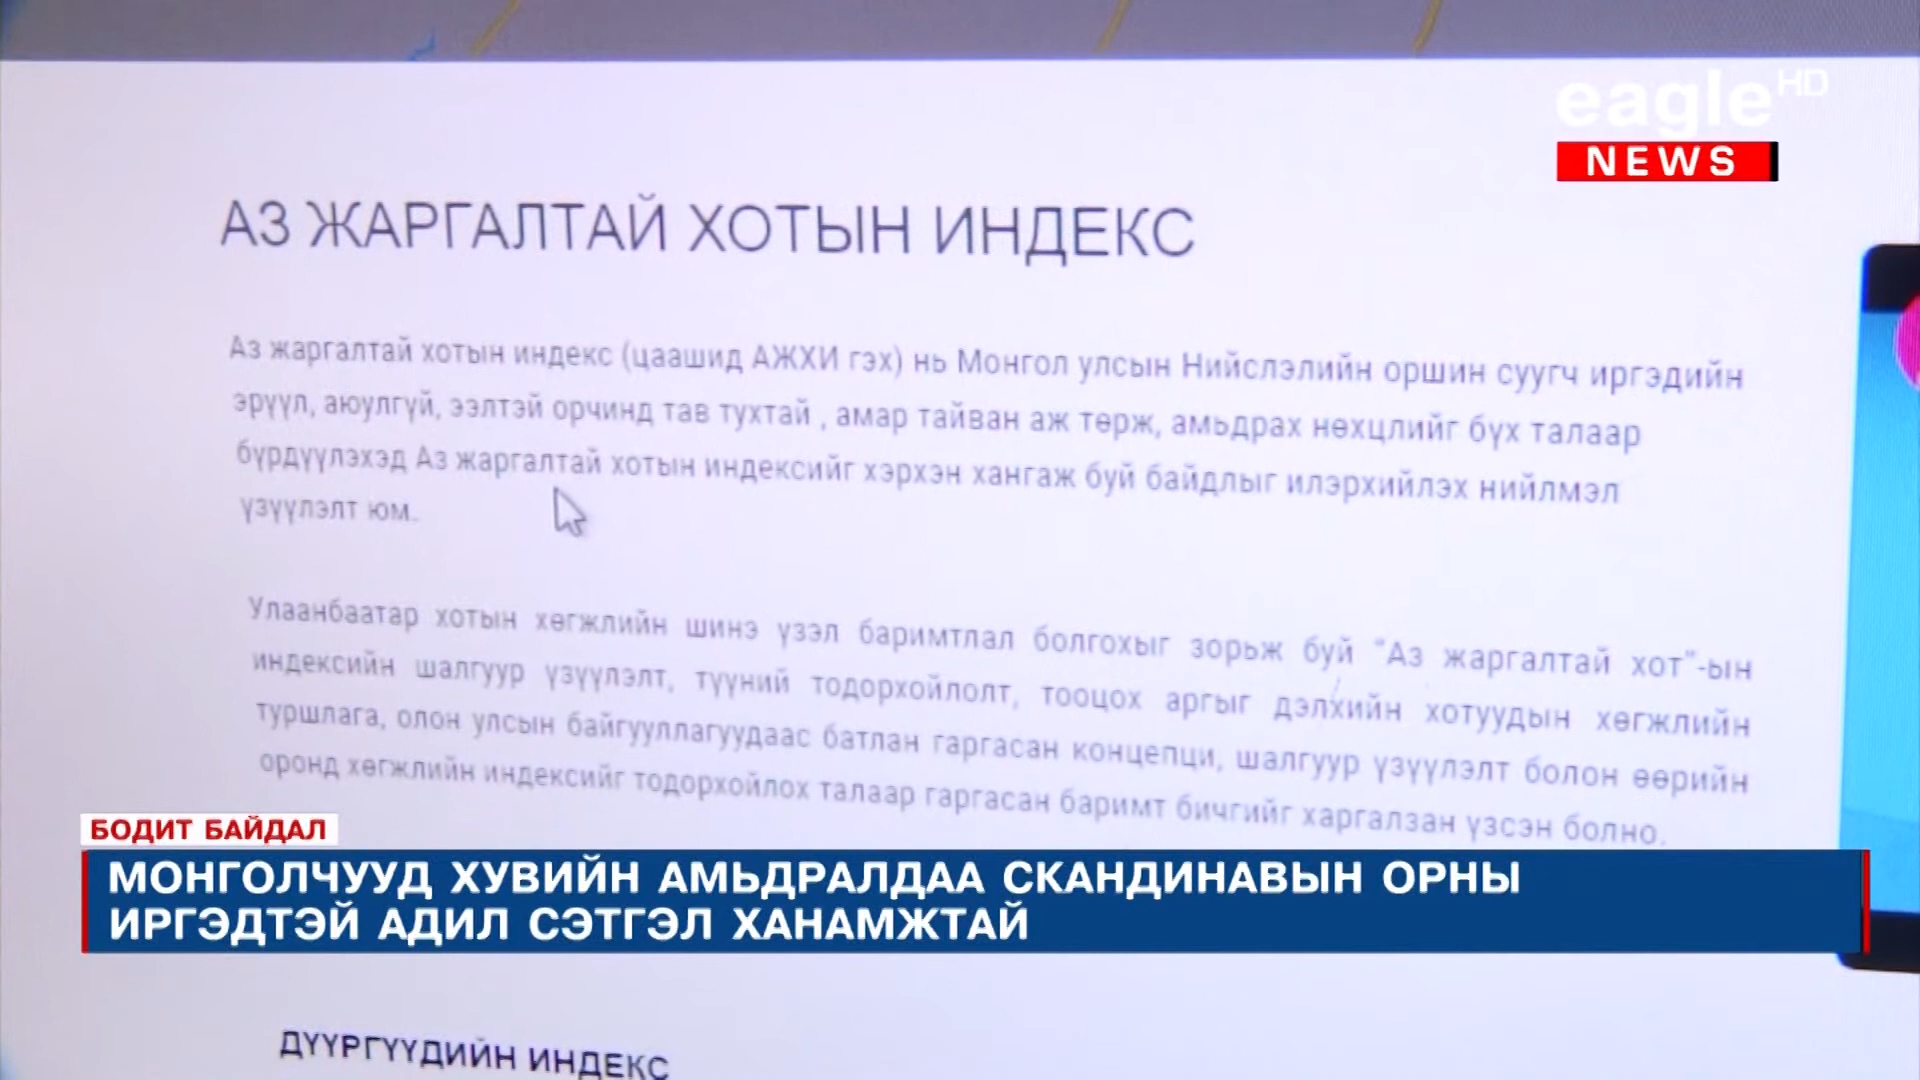 eagle HD
NEWS
АЗ ЖАРГАЛТАЙ ХОТЫН ИНДЕКС
Аз жаргалтай хотын индекс (цаашид АЖХИ гэх) нь Монгол улсын Нийслэлийн оршин суугч иргэдийн
эрүүл, аюулгүй, ээлтэй орчинд тав тухтай , амар тайван аж төрж, амьдрах нөхцлийг бүх талаар
бүрдүүлэхэд Аз жаргалтай хотын индексийг хэрхэн хангаж буй байдлыг илэрхийлэх нийлмэл
үзүүлэлт юм.
Улаанбаатар хотын хөгжлийн шинэ үзэл баримтлал болгохыг зорьж буй "Аз жаргалтай хот"-ын
индексийн шалгуур үзүүлэлт, түүний тодорхойлолт, тооцох аргыг дэлхийн хотуудын хөгжлийн
туршлага, олон улсын байгууллагуудаас батлан гаргасан концепци, шалгуур үзүүлэлт болон өөрийн
оронд хөгжлийн индексийг тодорхойлох талаар гаргасан баримт бичгийг харгалзан үзсэн болно.
БОДИТ БАЙДАЛ
МОНГОЛЧУУД ХУВИЙН АМЬДРАЛДАА СКАНДИНАВЫН ОРНЫ
ИРГЭДТЭЙ АДИЛ СЭТГЭЛ ХАНАМЖТАЙ
ДҮҮРГҮҮДИЙН ИНДЕКС